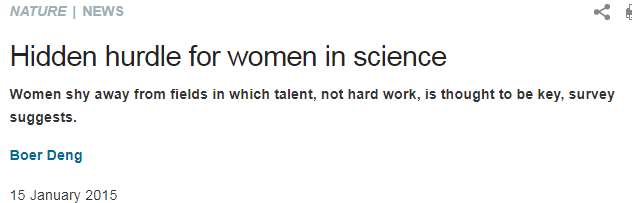 NATURE | NEWS
Hidden hurdle for women in science
Women shy away from fields in which talent, not hard work, is thought to be key, survey
suggests.
Boer Deng
15 January 2015